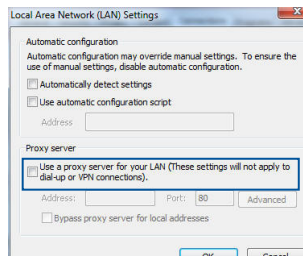 Local Area Network (LAN) Settings
Automatic configuration
Automatic configuration may override manual settings. To ensure the
use of manual settings, disable automatic configuration.
Automatically detect settings
Use automatic configuration script
Address
Proxy server
Use a proxy server for your LAN (These settings will not apply to
dial-up or VPN connections).
Address: Port: 80 Advanced
Bypass proxy server for local addresses
OK Cancel